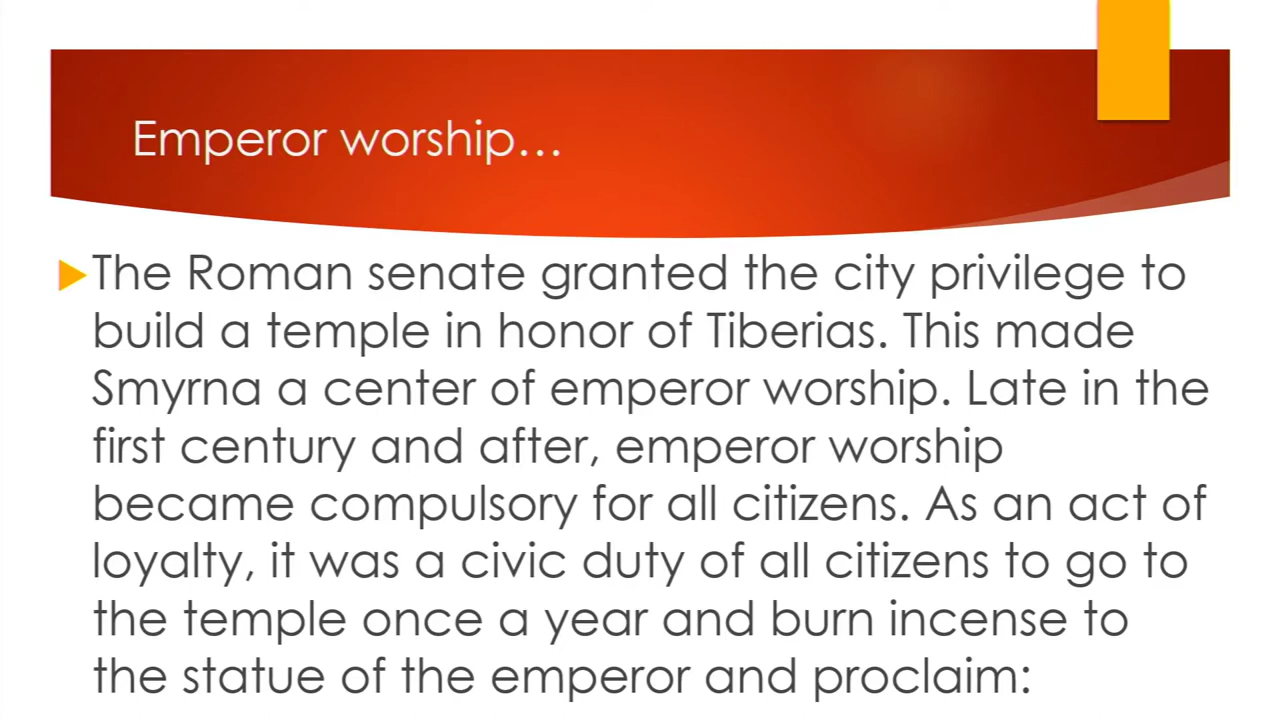 Emperor worship…
The Roman senate granted the city privilege to
build a temple in honor of Tiberias. This made
Smyrna a center of emperor worship. Late in the
first century and after, emperor worship
became compulsory for all citizens. As an act of
loyalty, it was a civic duty of all citizens to go to
the temple once a year and burn incense to
the statue of the emperor and proclaim: